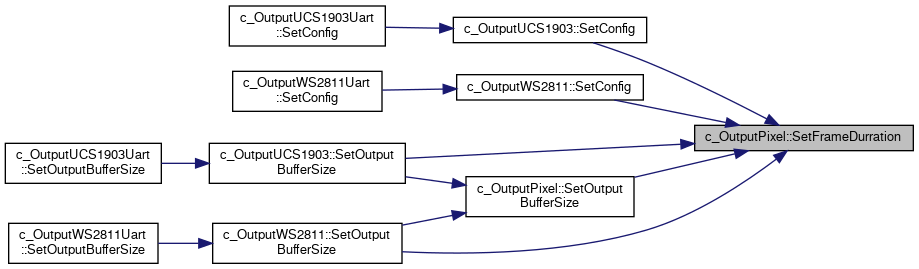 c_OutputUCS1903Uart
::SetConfig
c_OutputUCS1903::SetConfig
c_OutputWS2811Uart
::SetConfig
c_OutputWS2811::SetConfig
c_OutputPixel::SetFrameDurration
c_OutputUCS1903Uart
::SetOutputBufferSize
c_OutputUCS1903::SetOutput
BufferSize
c_OutputPixel::SetOutput
BufferSize
c_OutputWS2811Uart
::SetOutputBufferSize
c_OutputWS2811::SetOutput
BufferSize